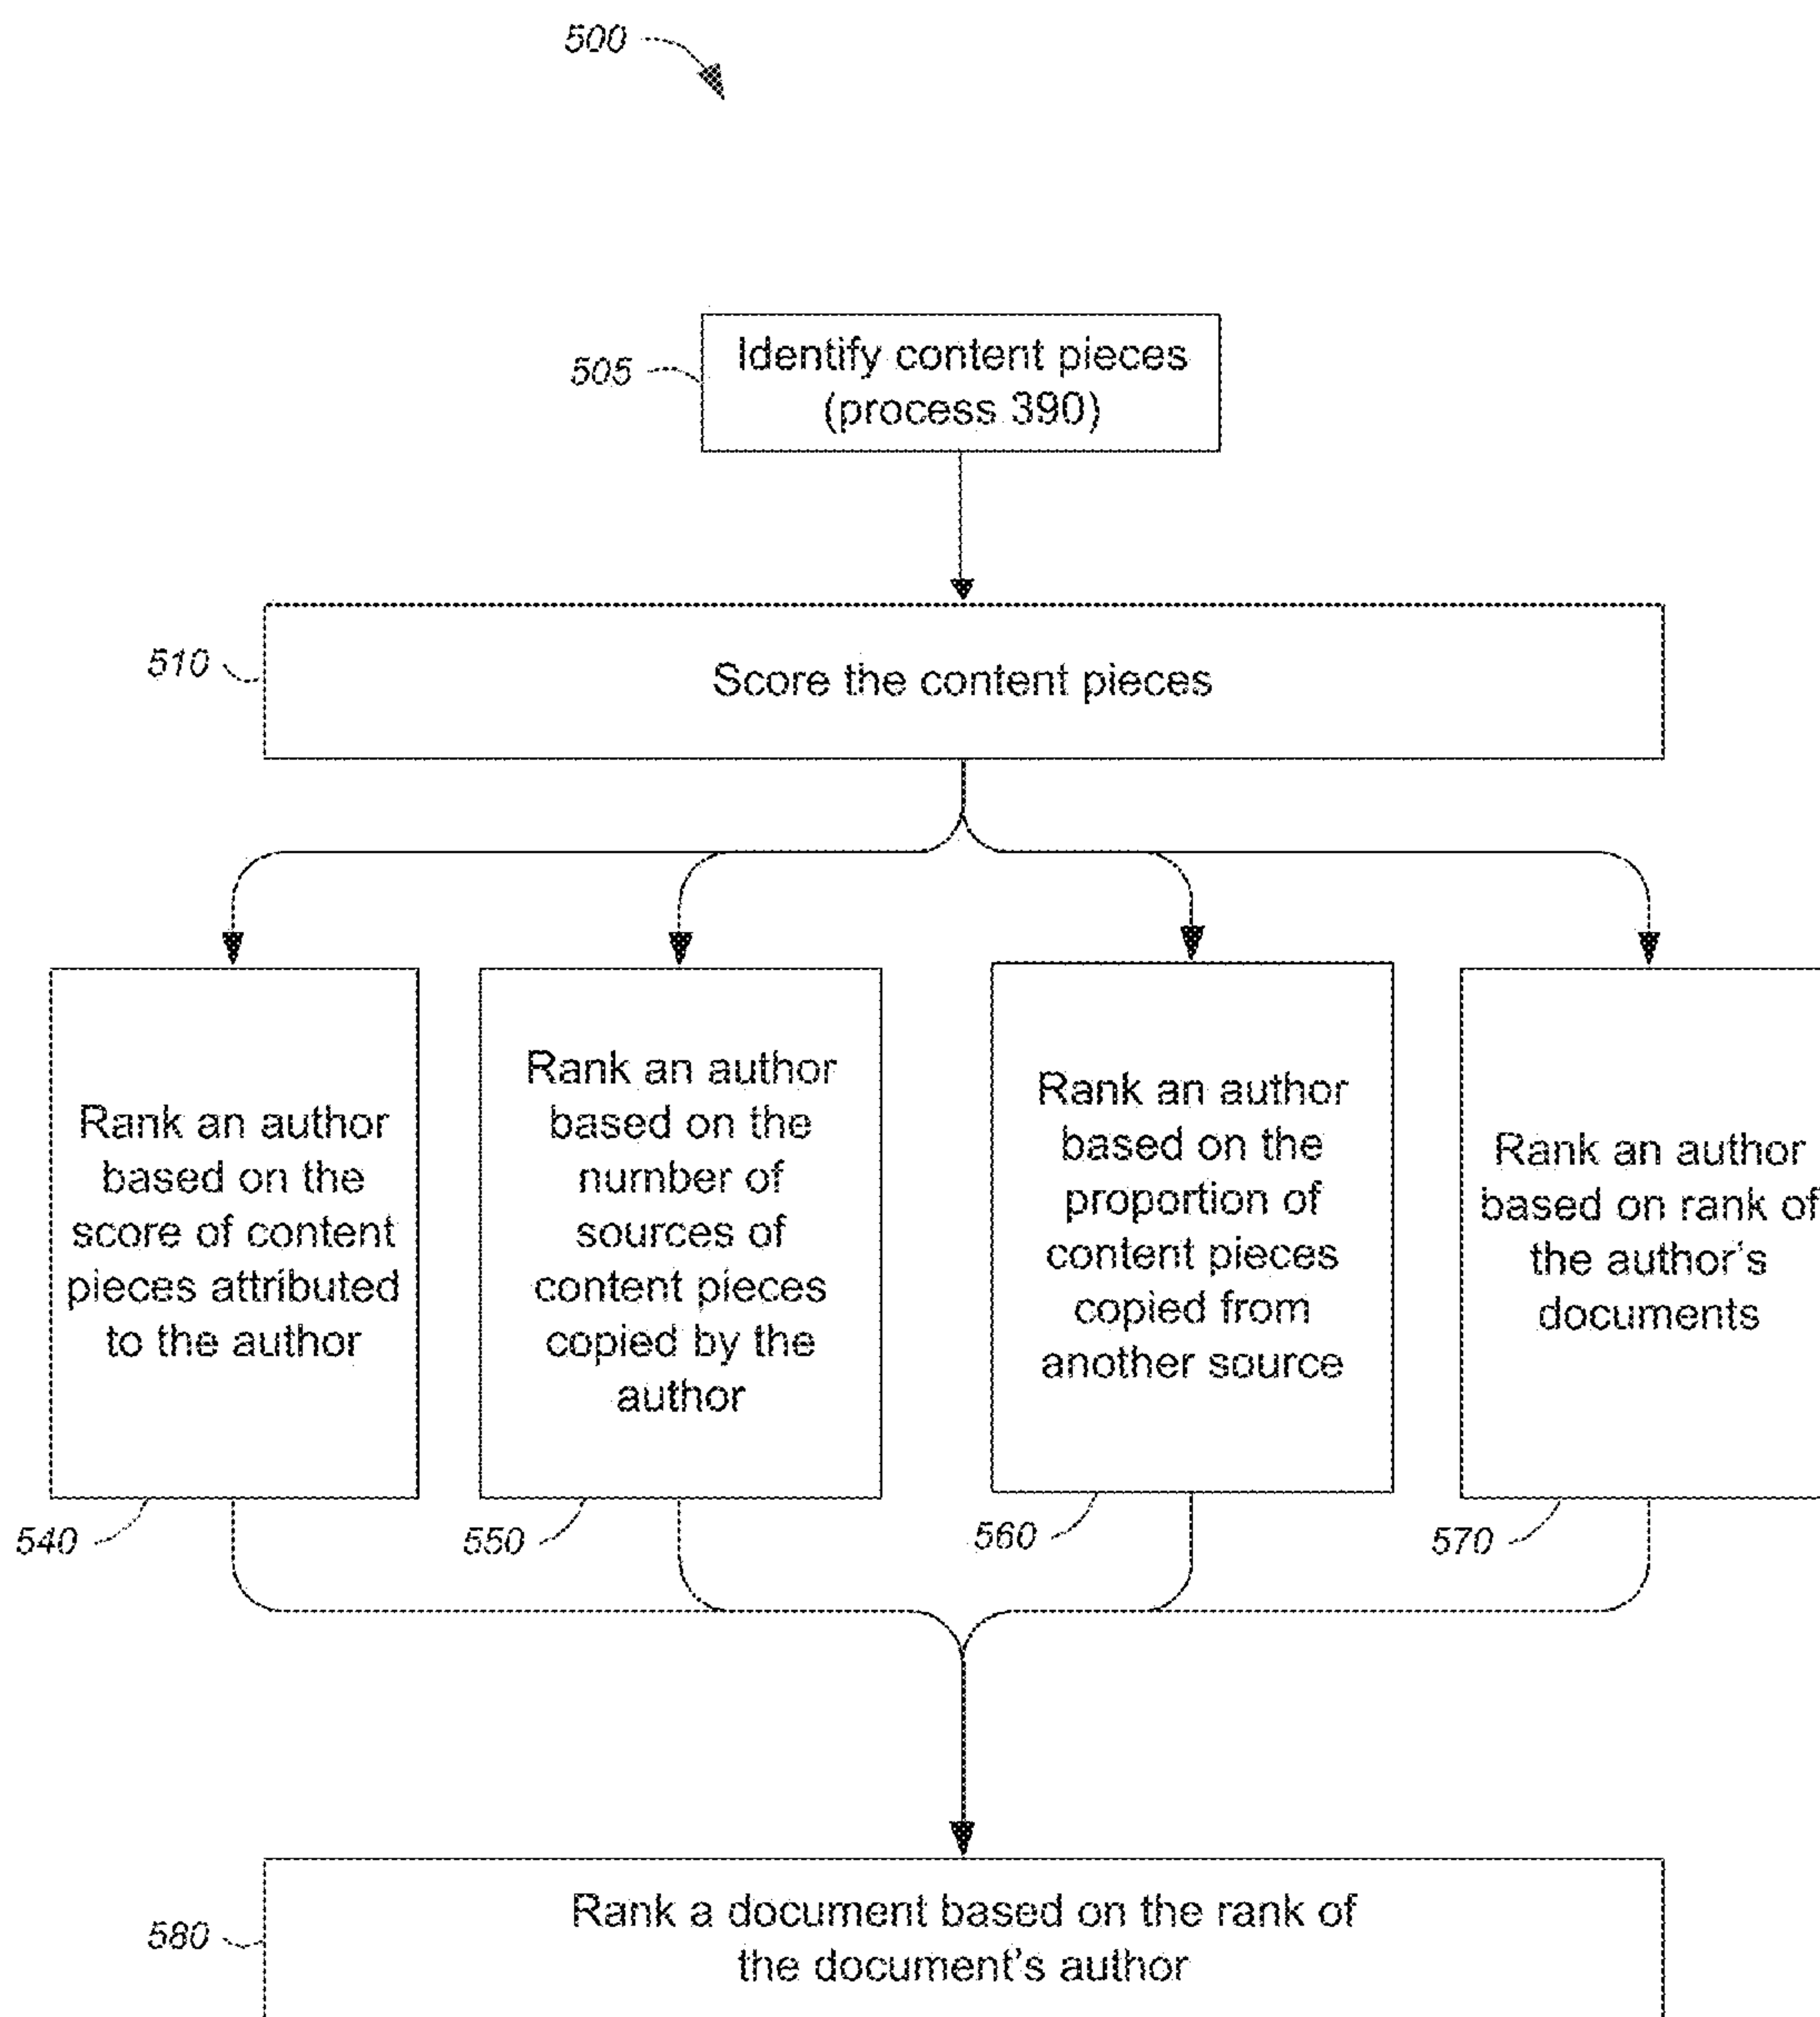 500
505
Identify content pieces
(process 390)
510
Score the content pieces
Rank an author
based on the
score of content
pieces attributed
to the author
Rank an author
based on the
number of
sources of
content pieces
copied by the
author
Rank an author
based on the
proportion of
content pieces
copied from
another source
Rank an author
based on rank of
the author's
documents
540
550
560
570
580
Rank a document based on the rank of
the document's author